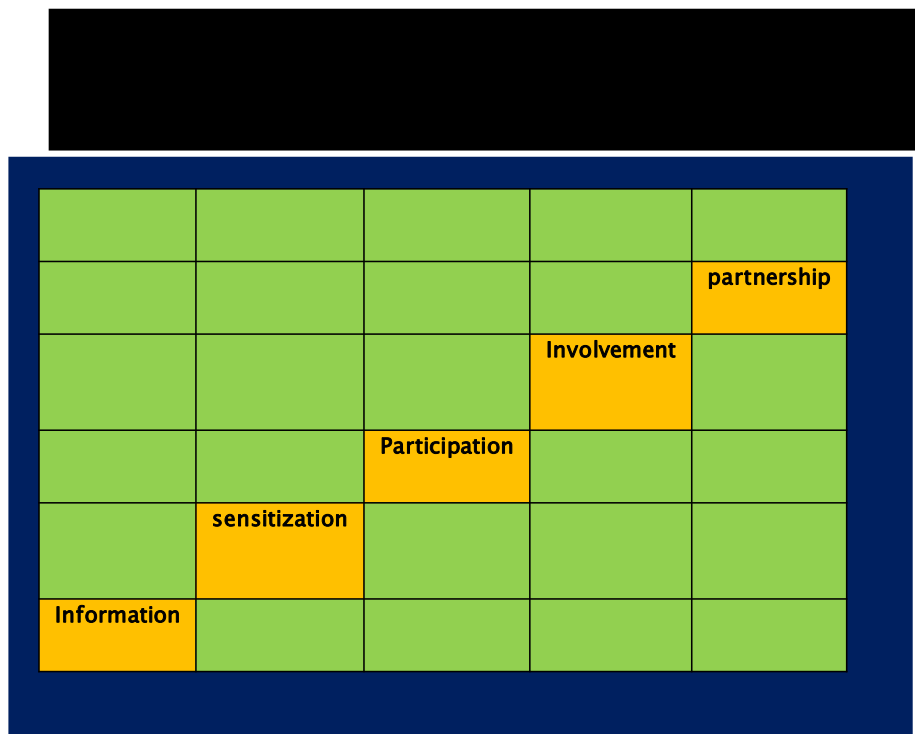 partnership
Involvement
Participation
sensitization
Information